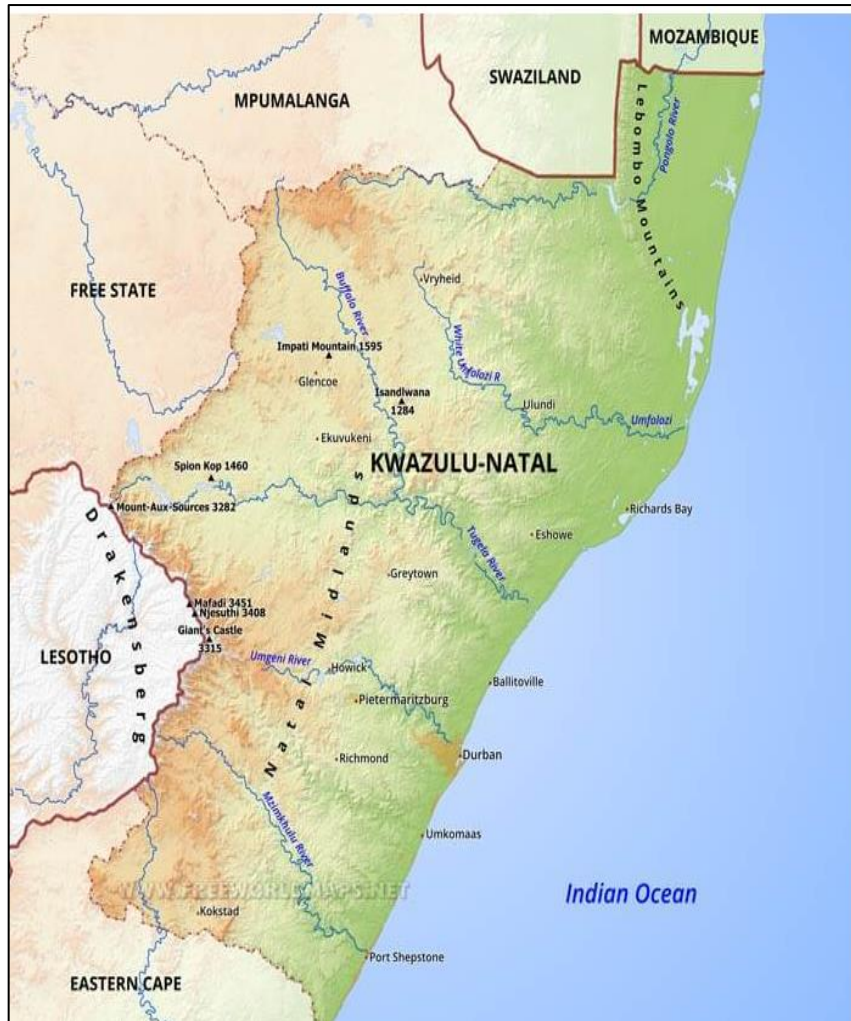 MOZAMBIQUE
SWAZILAND
MPUMALANGA
Lebombo Mountains
Pongolo River
FREE STATE
Buffalo River
Vryheid
Impati Mountain 1595
Glencoe
White Umfolozi R
Isandlwana
1284
Ulundi
Umfolozi
Ekuvukeni
KWAZULU-NATAL
Spion Kop 1460
Mount-Aux-Sources 3282
Richards Bay
Drakensberg
Natal Midlands
Tugela River
Eshowe
Greytown
Mafadi 3451
Njesuthi 3408
Giant's Castle
3315
LESOTHO
Umgeni River
Howick
Ballitoville
Pietermaritzburg
Richmond
Durban
Mzimkhulu River
Umkomaas
WWW.FREEWORLDMAPS.NET
Indian Ocean
Kokstad
Port Shepstone
EASTERN CAPE